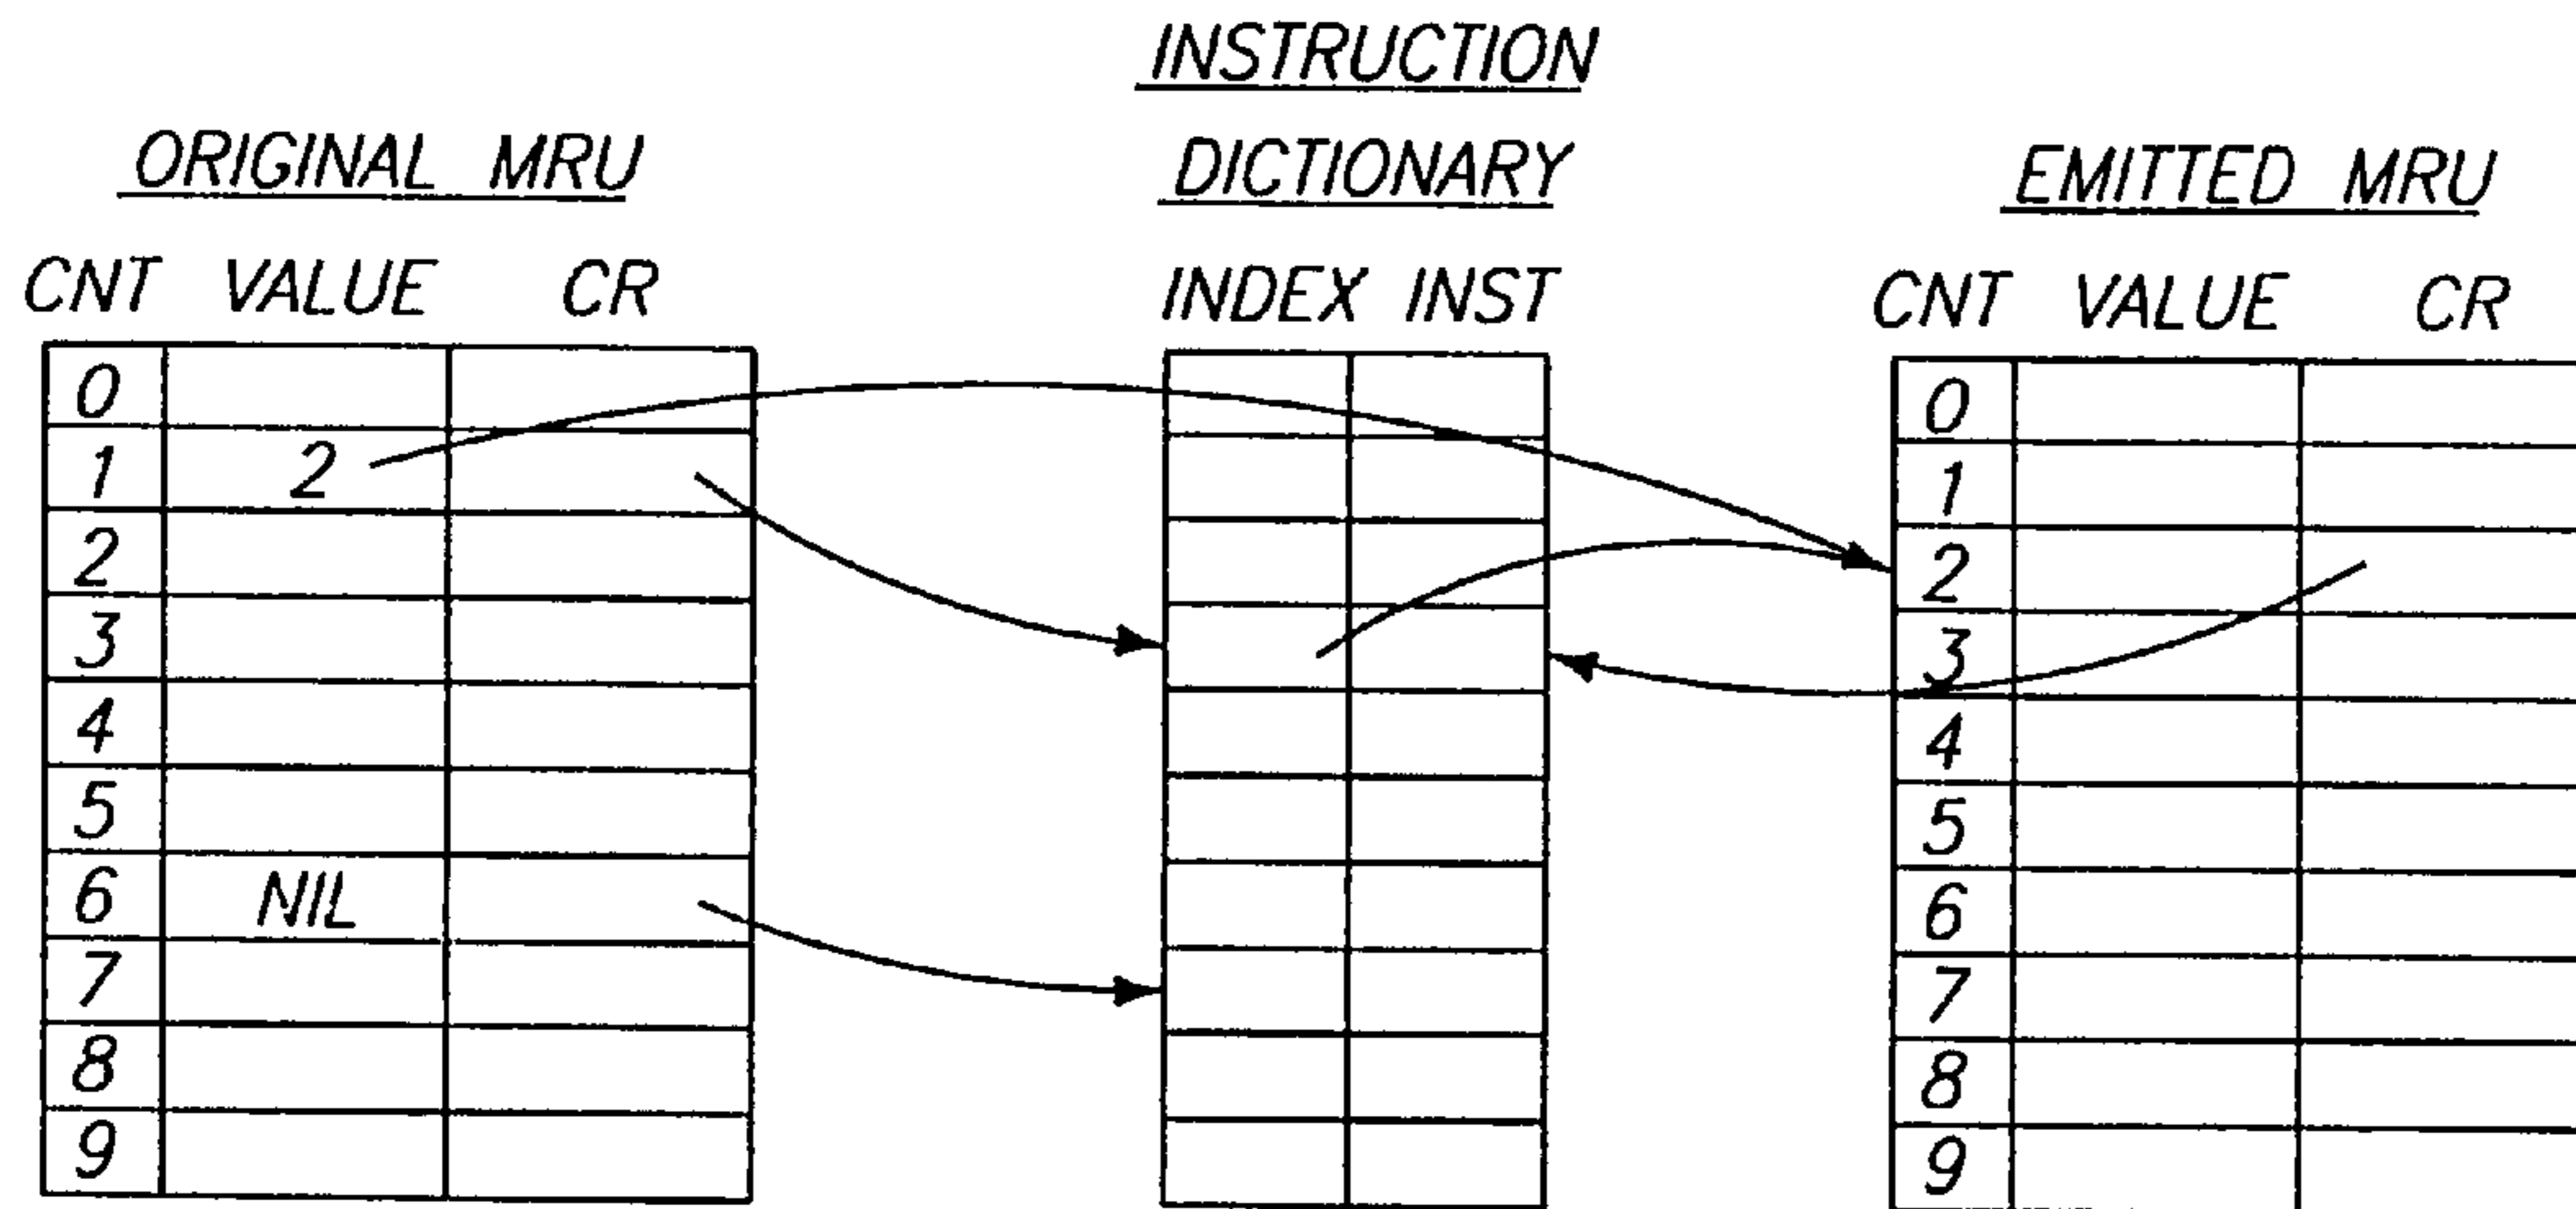 INSTRUCTION
ORIGINAL MRU DICTIONARY EMITTED MRU
CNT VALUE CR INDEX INST CNT VALUE CR
0 0
1 2 1
2 2
3 3
4 4
5 5
6 NIL 6
7 7
8 8
9 9